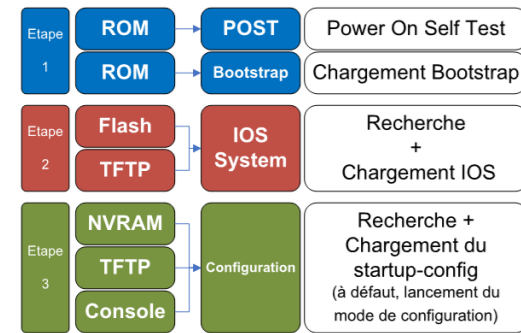 Etape
1
ROM
POST
Power On Self Test
ROM
Bootstrap
Chargement Bootstrap
Etape
2
Flash
TFTP
IOS
System
Recherche
+
Chargement IOS
Etape
3
NVRAM
TFTP
Console
Configuration
Recherche +
Chargement du
startup-config
(à défaut, lancement du
mode de configuration)